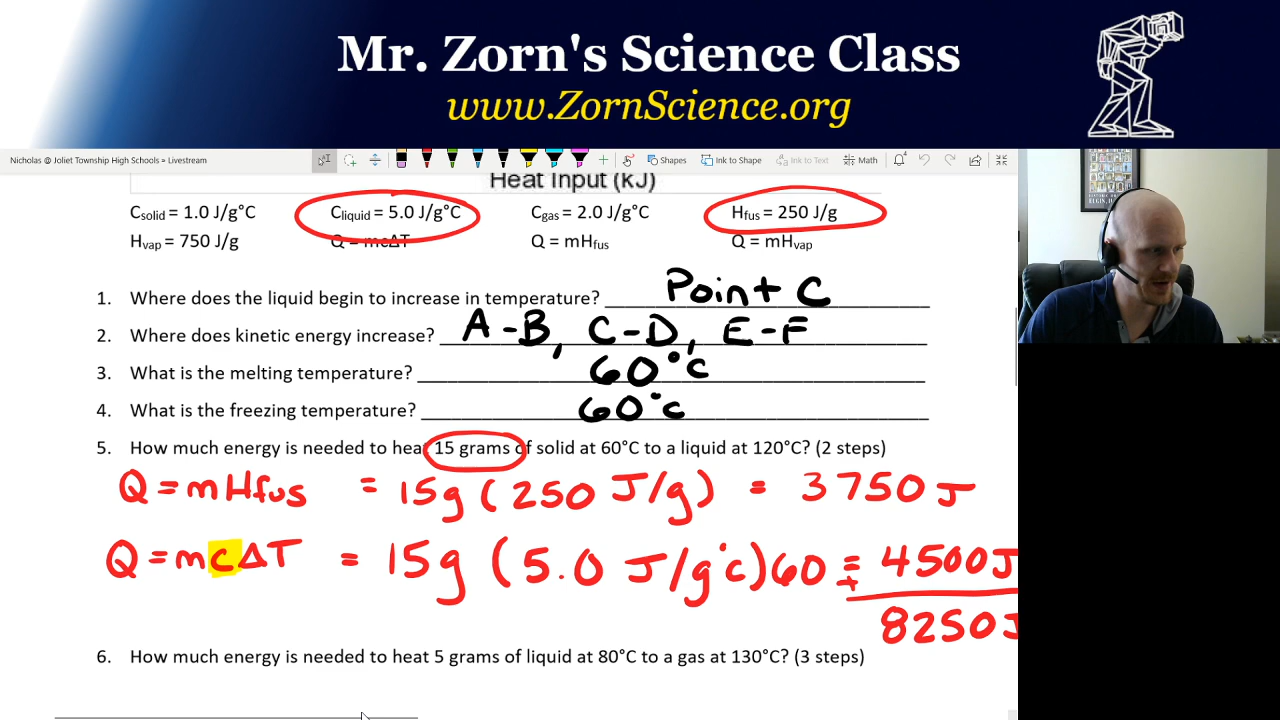 Mr. Zorn's Science Class
www.ZornScience.org
Nicholas @ Joliet Township High Schools » Livestream
Shapes Ink to Shape Ink to Text Math
Heat Input (kJ)
Csolid = 1.0 J/g°C Cliquid = 5.0 J/g°C Cgas = 2.0 J/g°C Hfus = 250 J/g
Hvap = 750 J/g Q = mcΔT Q = mHfus Q = mHvap
1. Where does the liquid begin to increase in temperature? Point C
2. Where does kinetic energy increase? A-B, C-D, E-F
3. What is the melting temperature? 60°C
4. What is the freezing temperature? 60°C
5. How much energy is needed to heat 15 grams of solid at 60°C to a liquid at 120°C? (2 steps)
Q = mHfus = 15g (250 J/g) = 3750 J
Q = mcΔT = 15g (5.0 J/g°C)60 = + 4500J
8250J
6. How much energy is needed to heat 5 grams of liquid at 80°C to a gas at 130°C? (3 steps)